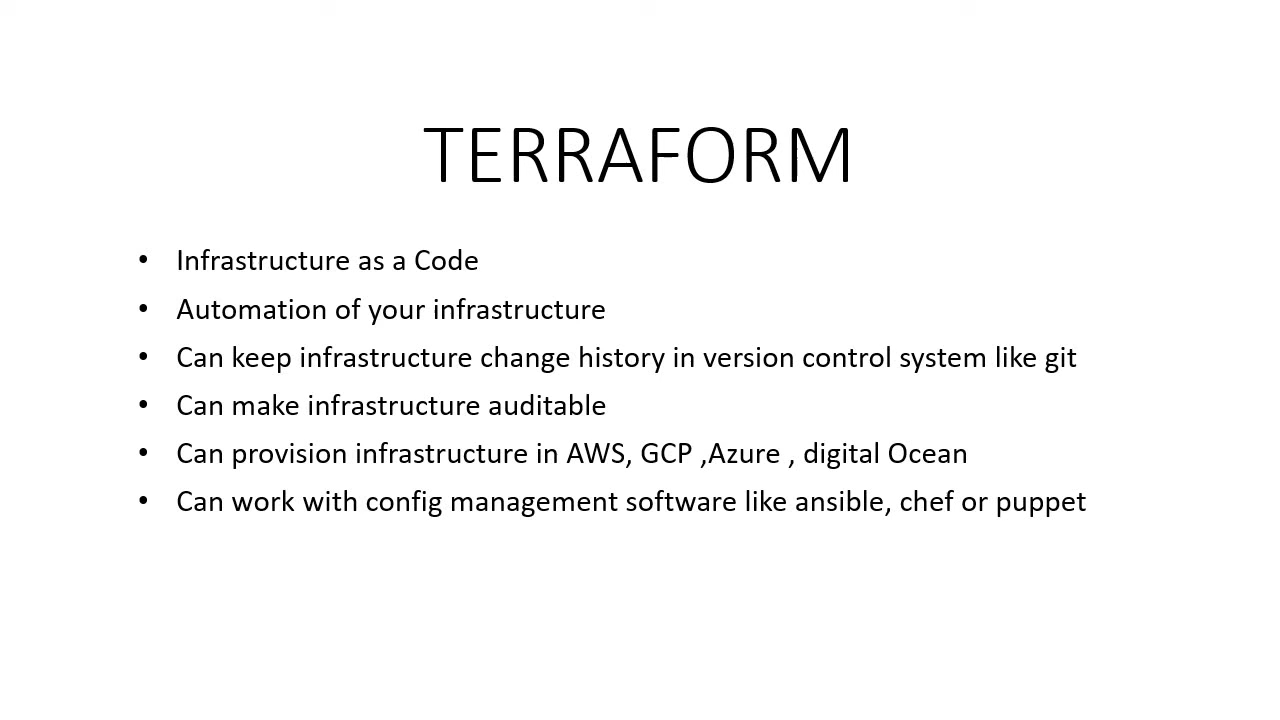 TERRAFORM
• Infrastructure as a Code
• Automation of your infrastructure
• Can keep infrastructure change history in version control system like git
• Can make infrastructure auditable
• Can provision infrastructure in AWS, GCP ,Azure , digital Ocean
• Can work with config management software like ansible, chef or puppet